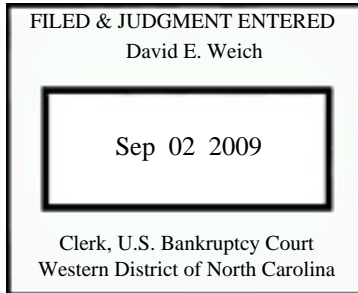 FILED & JUDGMENT ENTERED
David E. Weich
Sep 02 2009
Clerk, U.S. Bankruptcy Court
Western District of North Carolina